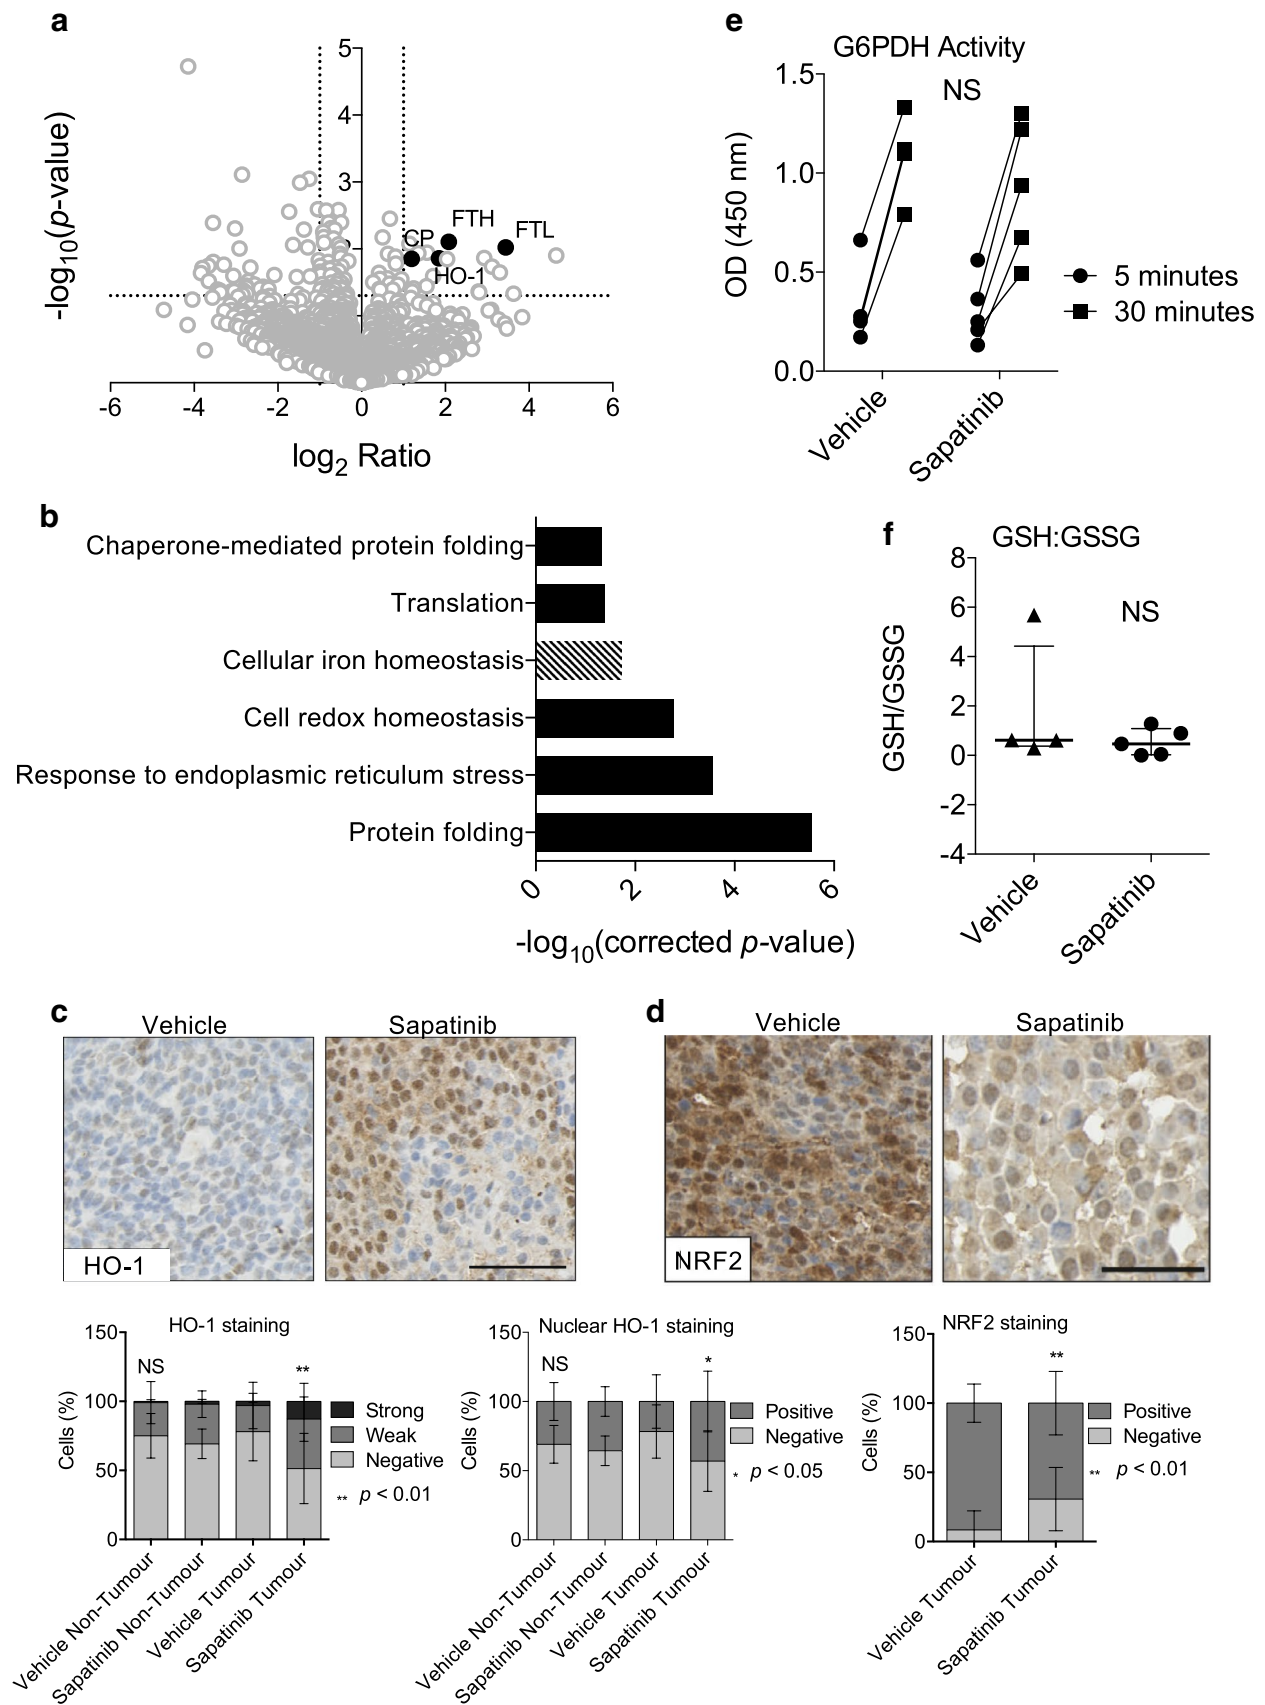 a
-log10(p-value)
5
4
3
CP
FTH
FTL
HO-1
-6 -4 -2 0 2 4 6
log2 Ratio
e
G6PDH Activity
NS
OD (450 nm)
1.5
1.0
0.5
0.0
5 minutes
30 minutes
Vehicle
Sapatinib
b
Chaperone-mediated protein folding
Translation
Cellular iron homeostasis
Cell redox homeostasis
Response to endoplasmic reticulum stress
Protein folding
0 2 4 6
-log10(corrected p-value)
f
GSH:GSSG
NS
GSH/GSSG
8
6
4
2
0
-2
-4
Vehicle
Sapatinib
c
Vehicle
Sapatinib
HO-1
d
Vehicle
Sapatinib
NRF2
HO-1 staining
Cells (%)
150
100
50
0
NS
**
Strong
Weak
Negative
** p < 0.01
Vehicle Non-Tumour
Sapatinib Non-Tumour
Vehicle Tumour
Sapatinib Tumour
Nuclear HO-1 staining
Cells (%)
150
100
50
0
NS
*
Positive
Negative
* p < 0.05
Vehicle Non-Tumour
Sapatinib Non-Tumour
Vehicle Tumour
Sapatinib Tumour
NRF2 staining
Cells (%)
150
100
50
0
**
Positive
Negative
** p < 0.01
Vehicle Tumour
Sapatinib Tumour